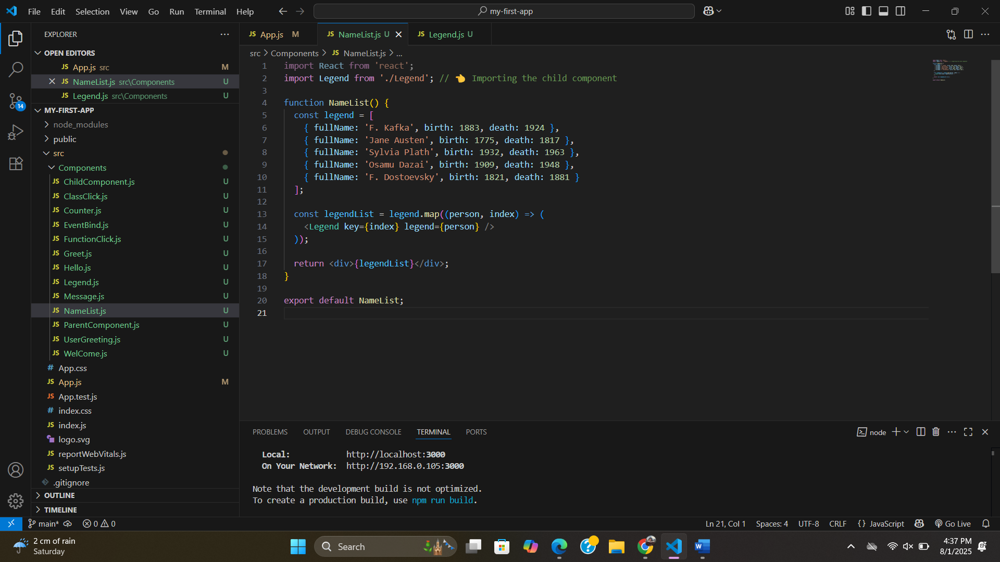 File Edit Selection View Go Run Terminal Help
my-first-app
EXPLORER
OPEN EDITORS
JS App.js src M
JS NameList.js src\Components U
JS Legend.js src\Components U
14
MY-FIRST-APP
node_modules
public
src
Components
JS ChildComponent.js U
JS ClassClick.js U
JS Counter.js U
JS EventBind.js U
JS FunctionClick.js U
JS Greet.js U
JS Hello.js U
JS Legend.js U
JS Message.js U
JS NameList.js U
JS ParentComponent.js U
JS UserGreeting.js U
JS WelCome.js U
# App.css
JS App.js M
JS App.test.js
# index.css
JS index.js
logo.svg
JS reportWebVitals.js
JS setupTests.js
.gitignore
OUTLINE
TIMELINE
JS App.js M
JS NameList.js U
JS Legend.js U
src > Components > JS NameList.js > ...
1 import React from 'react';
2 import Legend from './Legend'; // 👈 Importing the child component
3
4 function NameList() {
5 const legend = [
6 { fullName: 'F. Kafka', birth: 1883, death: 1924 },
7 { fullName: 'Jane Austen', birth: 1775, death: 1817 },
8 { fullName: 'Sylvia Plath', birth: 1932, death: 1963 },
9 { fullName: 'Osamu Dazai', birth: 1909, death: 1948 },
10 { fullName: 'F. Dostoevsky', birth: 1821, death: 1881 }
11 ];
12
13 const legendList = legend.map((person, index) => (
14 <Legend key={index} legend={person} />
15 ));
16
17 return <div>{legendList}</div>;
18 }
19
20 export default NameList;
21
PROBLEMS OUTPUT DEBUG CONSOLE TERMINAL PORTS
node
Local: http://localhost:3000
On Your Network: http://192.168.0.105:3000
Note that the development build is not optimized.
To create a production build, use npm run build.
main* 0 0
Ln 21, Col 1 Spaces: 4 UTF-8 CRLF {} JavaScript Go Live
2 cm of rain
Saturday
Search
4:37 PM
8/1/2025